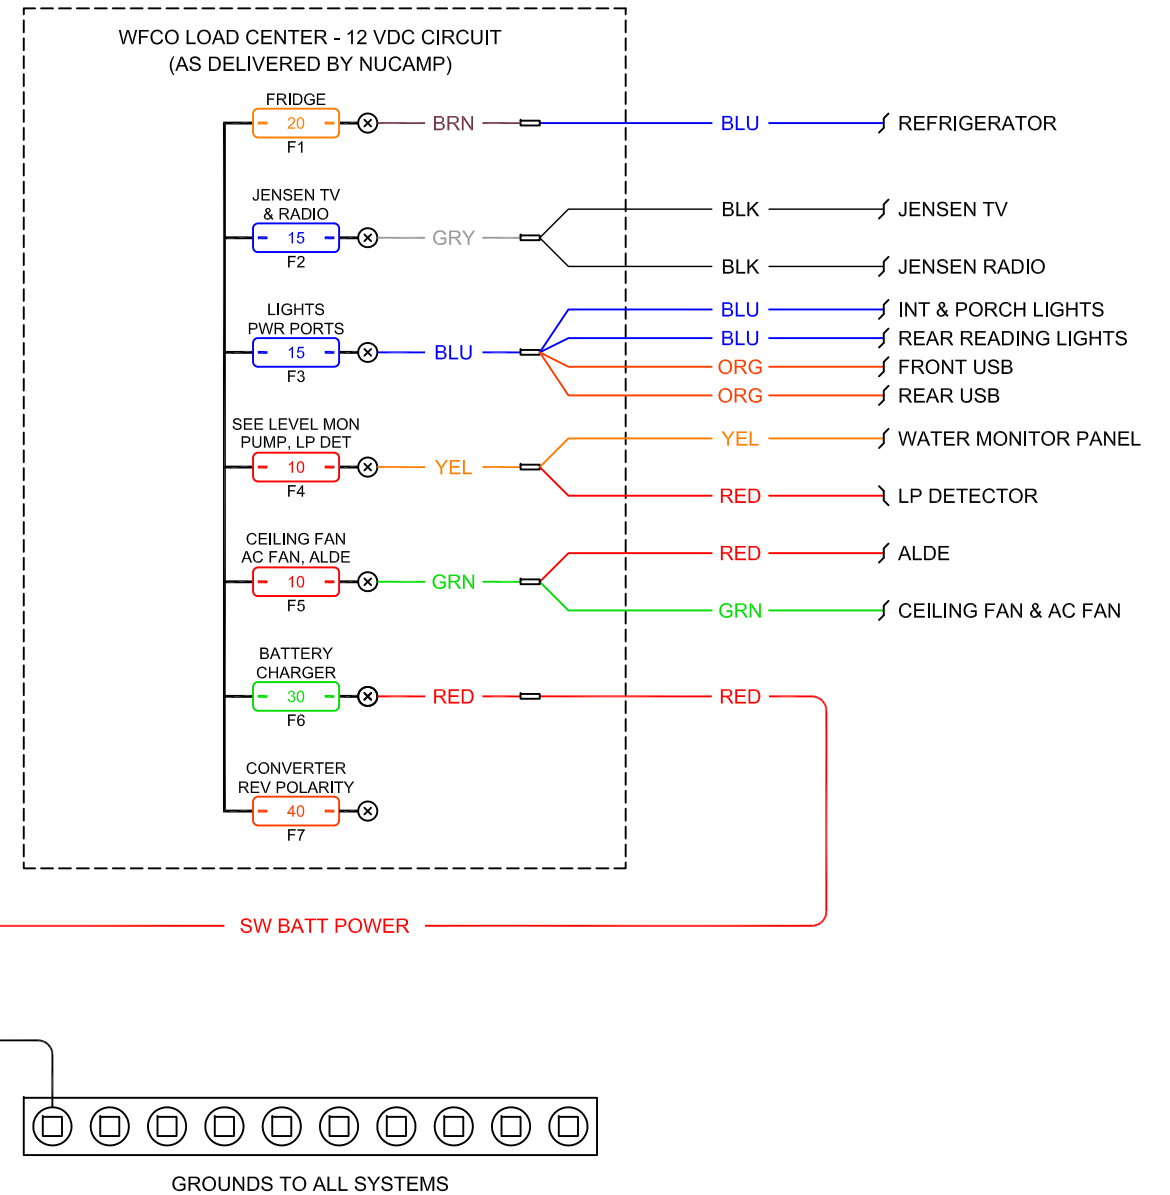 WFCO LOAD CENTER - 12 VDC CIRCUIT
(AS DELIVERED BY NUCAMP)
FRIDGE
20
F1
BRN
BLU
REFRIGERATOR
JENSEN TV
& RADIO
15
F2
GRY
BLK
JENSEN TV
BLK
JENSEN RADIO
LIGHTS
PWR PORTS
15
F3
BLU
BLU
INT & PORCH LIGHTS
BLU
REAR READING LIGHTS
ORG
FRONT USB
ORG
REAR USB
SEE LEVEL MON
PUMP, LP DET
10
F4
YEL
YEL
WATER MONITOR PANEL
RED
LP DETECTOR
CEILING FAN
AC FAN, ALDE
10
F5
GRN
RED
ALDE
GRN
CEILING FAN & AC FAN
BATTERY
CHARGER
30
F6
RED
RED
CONVERTER
REV POLARITY
40
F7
SW BATT POWER
GROUNDS TO ALL SYSTEMS